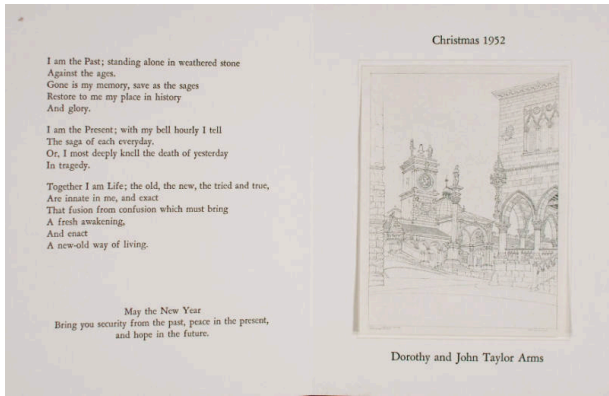 I am the Past; standing alone in weathered stone
Against the ages.
Gone is my memory, save as the sages
Restore to me my place in history
And glory.
I am the Present; with my bell hourly I tell
The saga of each everyday.
Or, I most deeply knell the death of yesterday
In tragedy.
Together I am Life; the old, the new, the tried and true,
Are innate in me, and exact
That fusion from confusion which must bring
A fresh awakening,
And enact
A new-old way of living.
May the New Year
Bring you security from the past, peace in the present,
and hope in the future.
Christmas 1952
Dorothy and John Taylor Arms